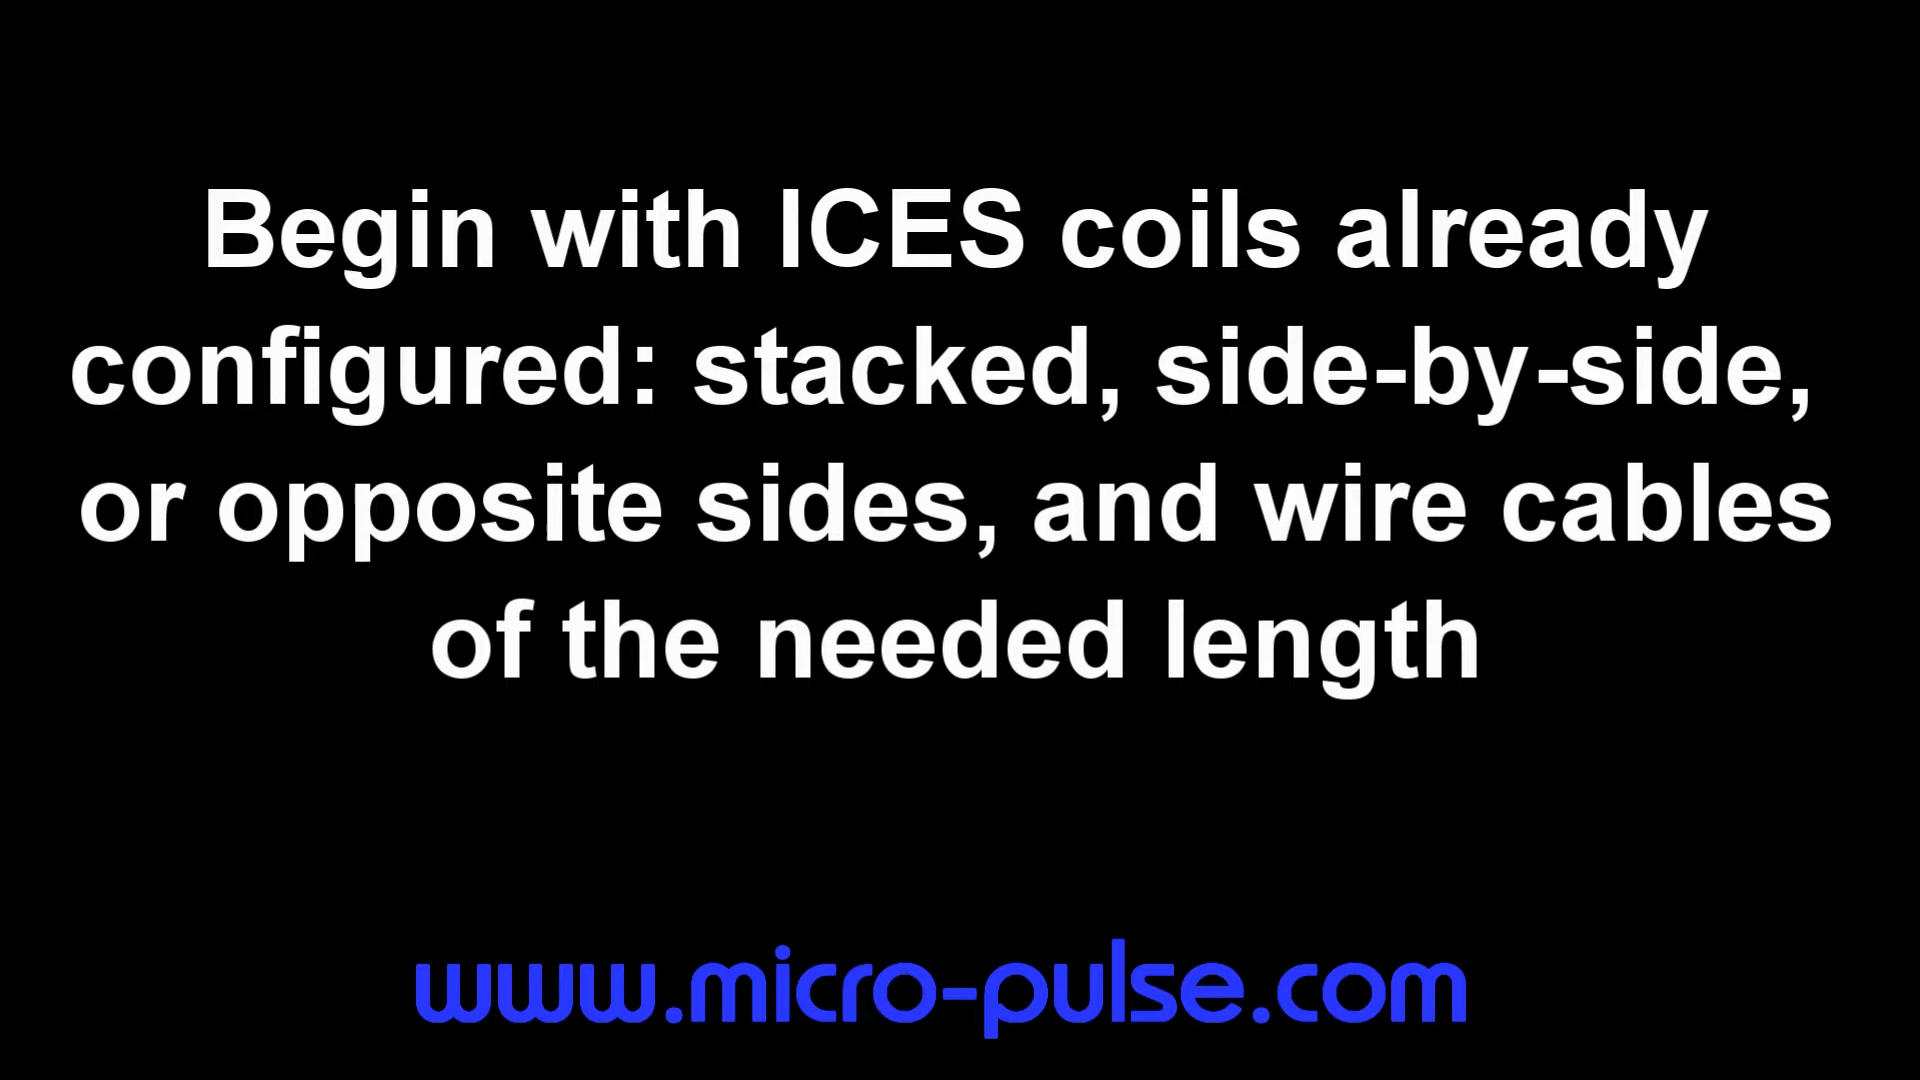 Begin with ICES coils already
configured: stacked, side-by-side,
or opposite sides, and wire cables
of the needed length
www.micro-pulse.com